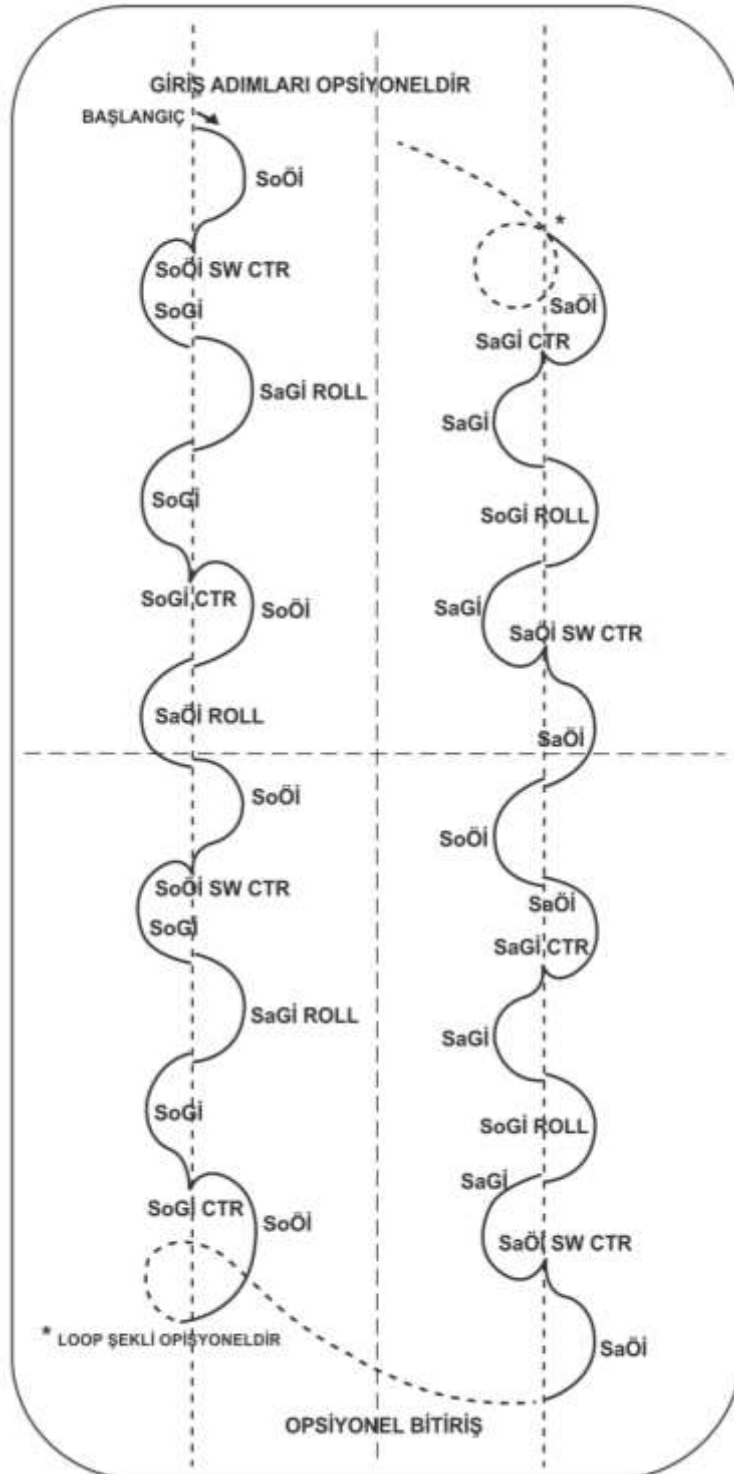 GİRİŞ ADIMLARI OPSİYONELDİR
BAŞLANGIÇ
SoÖİ
SoÖİ SW CTR
SoGİ
SaGİ ROLL
SoGİ
SoGİ CTR
SoÖİ
SaÖİ ROLL
SoÖİ
SoÖİ SW CTR
SoGİ
SaGİ ROLL
SoGİ
SoGİ CTR
SoÖİ
* LOOP ŞEKLİ OPİSYONELDİR
*
SaÖİ
SaGİ CTR
SaGİ
SoGİ ROLL
SaGİ
SaÖİ SW CTR
SaÖİ
SoÖİ
SaÖİ
SaGİ CTR
SaGİ
SoGİ ROLL
SaGİ
SaÖİ SW CTR
SaÖİ
OPSİYONEL BİTİRİŞ